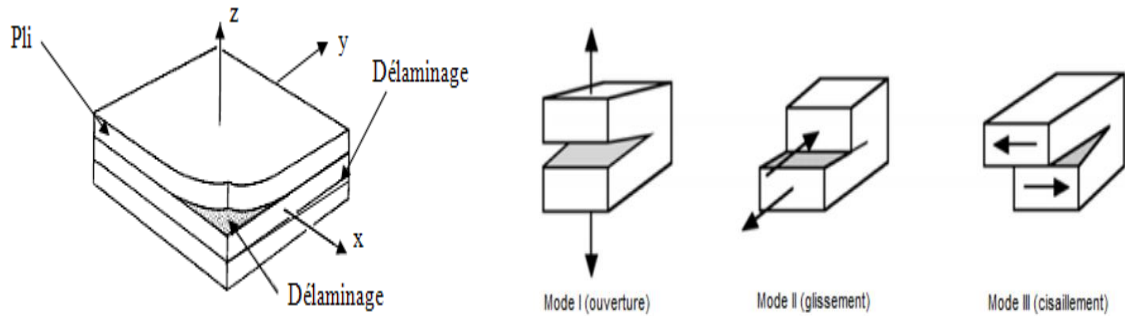 z
Pli
y
Délaminage
x
Délaminage
Mode I (ouverture)
Mode II (glissement)
Mode III (cisaillement)